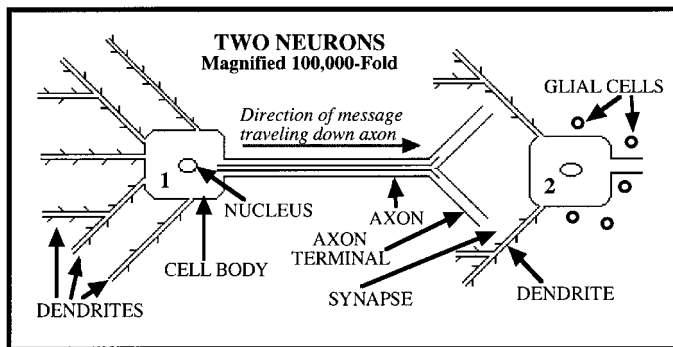 TWO NEURONS
Magnified 100,000-Fold
GLIAL CELLS
Direction of message
traveling down axon
1
2
NUCLEUS
AXON
CELL BODY
AXON
TERMINAL
DENDRITES
SYNAPSE
DENDRITE